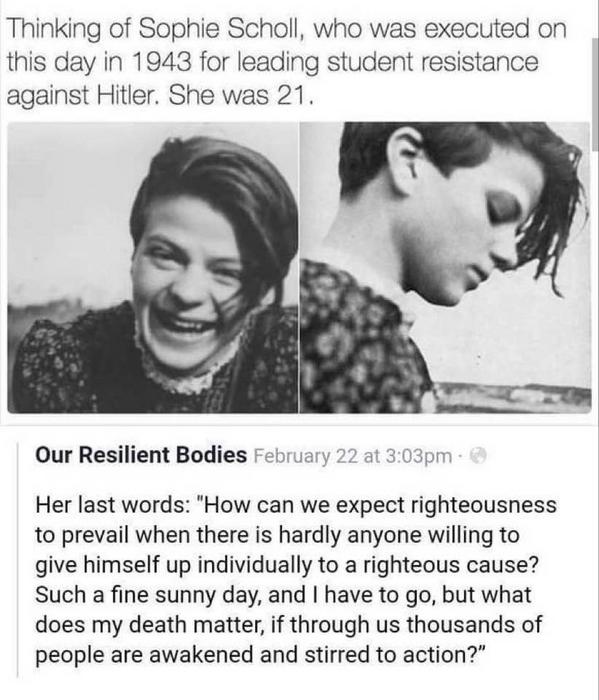 Thinking of Sophie Scholl, who was executed on
this day in 1943 for leading student resistance
against Hitler. She was 21.
Our Resilient Bodies February 22 at 3:03pm ·
Her last words: "How can we expect righteousness
to prevail when there is hardly anyone willing to
give himself up individually to a righteous cause?
Such a fine sunny day, and I have to go, but what
does my death matter, if through us thousands of
people are awakened and stirred to action?”